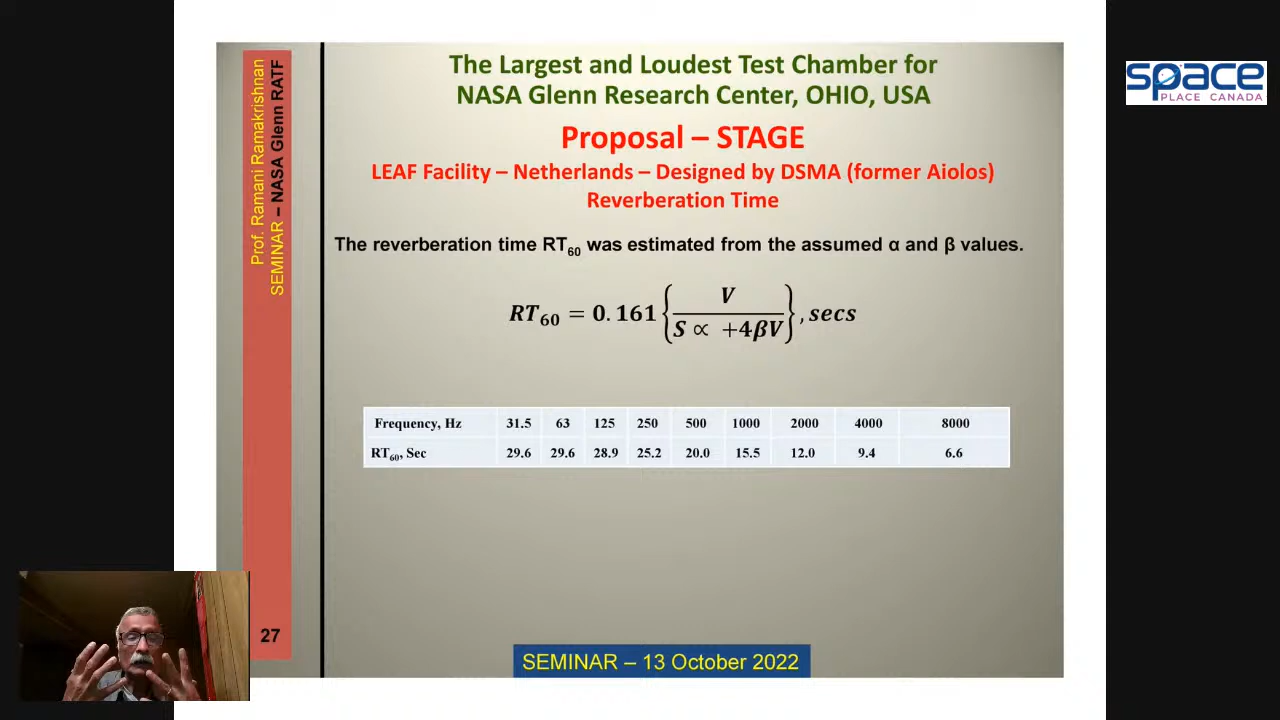 The Largest and Loudest Test Chamber for
NASA Glenn Research Center, OHIO, USA
Proposal – STAGE
LEAF Facility – Netherlands – Designed by DSMA (former Aiolos)
Reverberation Time
Prof. Ramani Ramakrishnan
SEMINAR – NASA Glenn RATF
The reverberation time RT60 was estimated from the assumed α and β values.
RT60 = 0.161 { V / S ∝ +4βV } , secs
Frequency, Hz 31.5 63 125 250 500 1000 2000 4000 8000
RT60, Sec 29.6 29.6 28.9 25.2 20.0 15.5 12.0 9.4 6.6
27
SEMINAR – 13 October 2022
space
PLACE CANADA